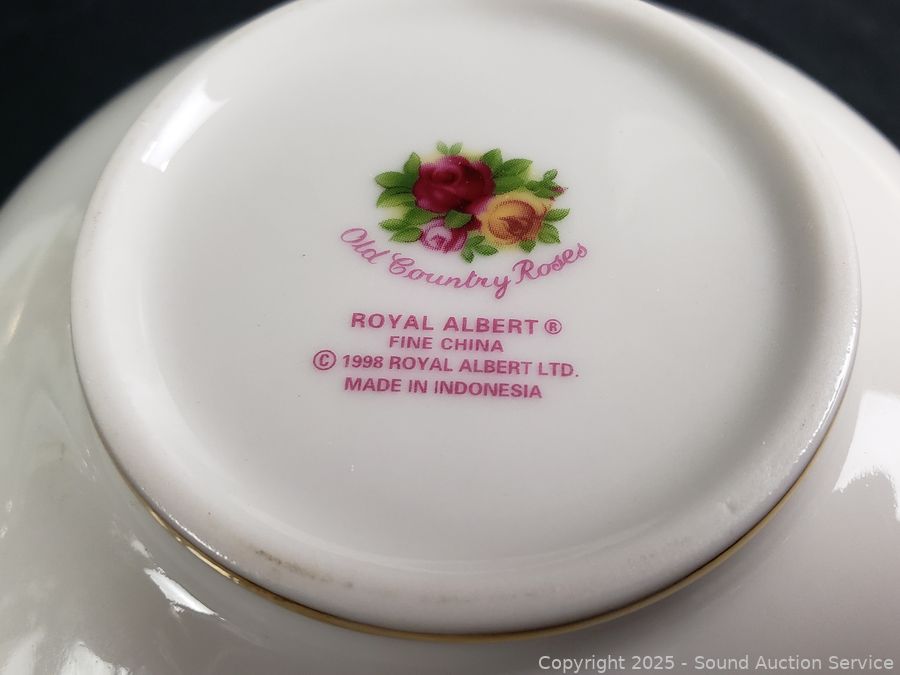 Old Country Roses
ROYAL ALBERT ®
FINE CHINA
© 1998 ROYAL ALBERT LTD.
MADE IN INDONESIA
Copyright 2025 - Sound Auction Service